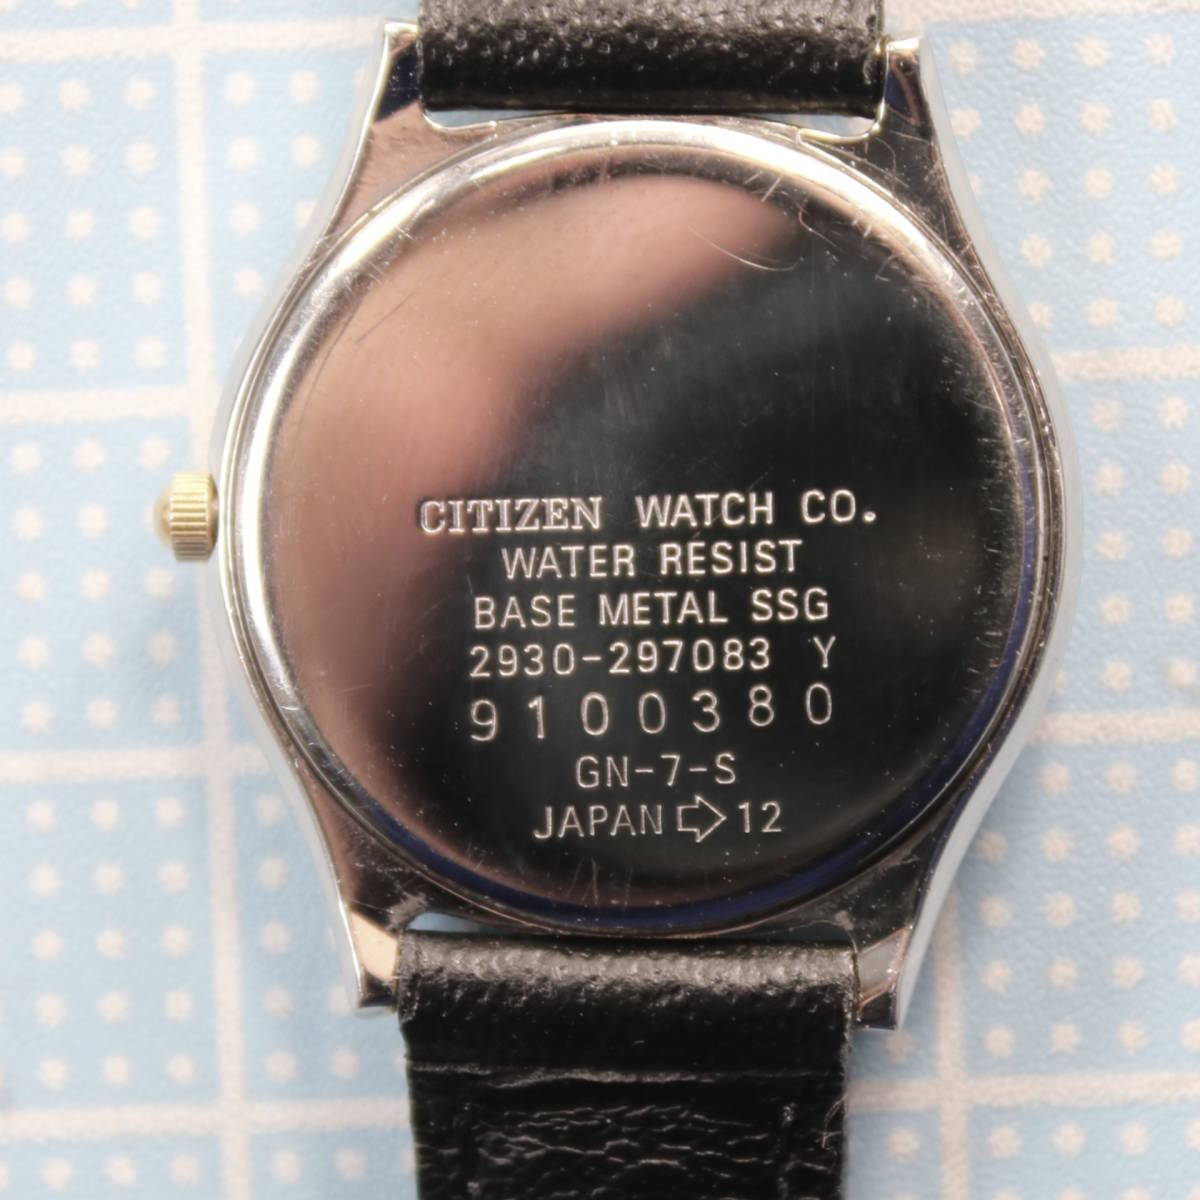 CITIZEN WATCH CO.
WATER RESIST
BASE METAL SSG
2930-297083 Y
9100380
GN-7-S
JAPAN ⇨ 12